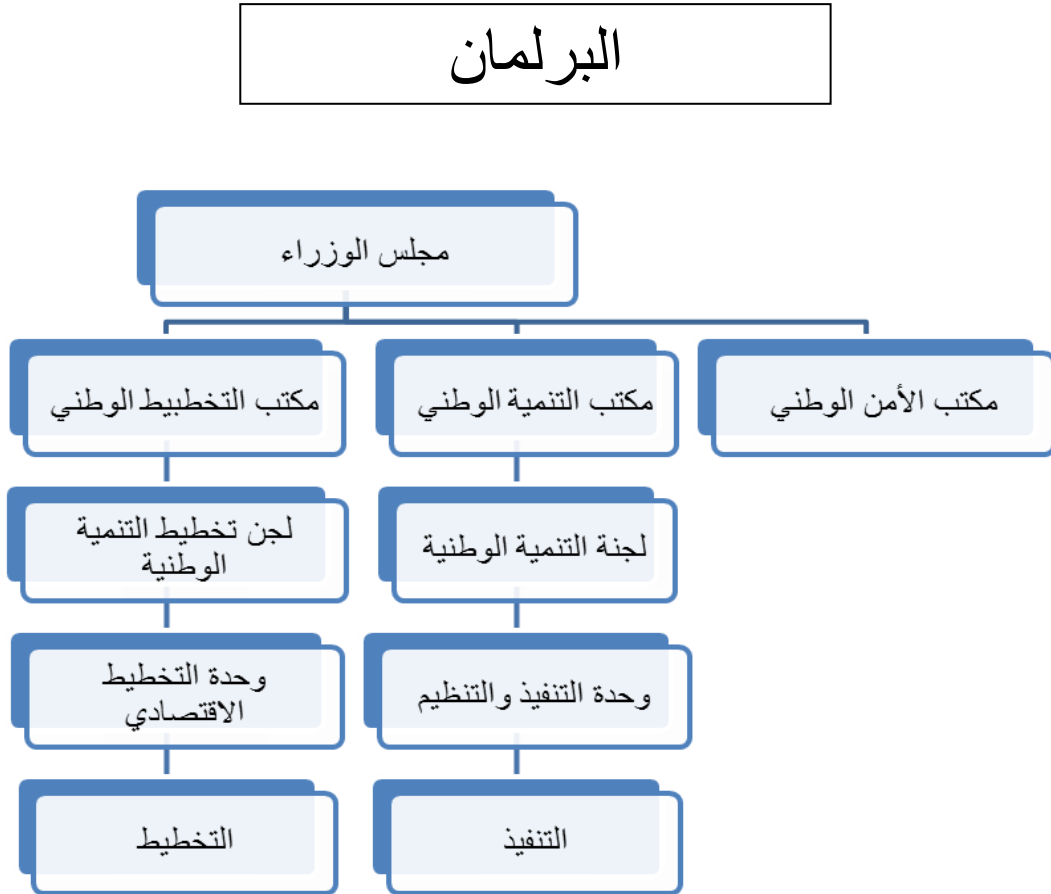 البرلمان
مجلس الوزراء
مكتب الأمن الوطني
مكتب التنمية الوطني
مكتب التخطبيط الوطني
لجنة التنمية الوطنية
لجن تخطيط التنمية
الوطنية
وحدة التنفيذ والتنظيم
وحدة التخطيط
الاقتصادي
التنفيذ
التخطيط